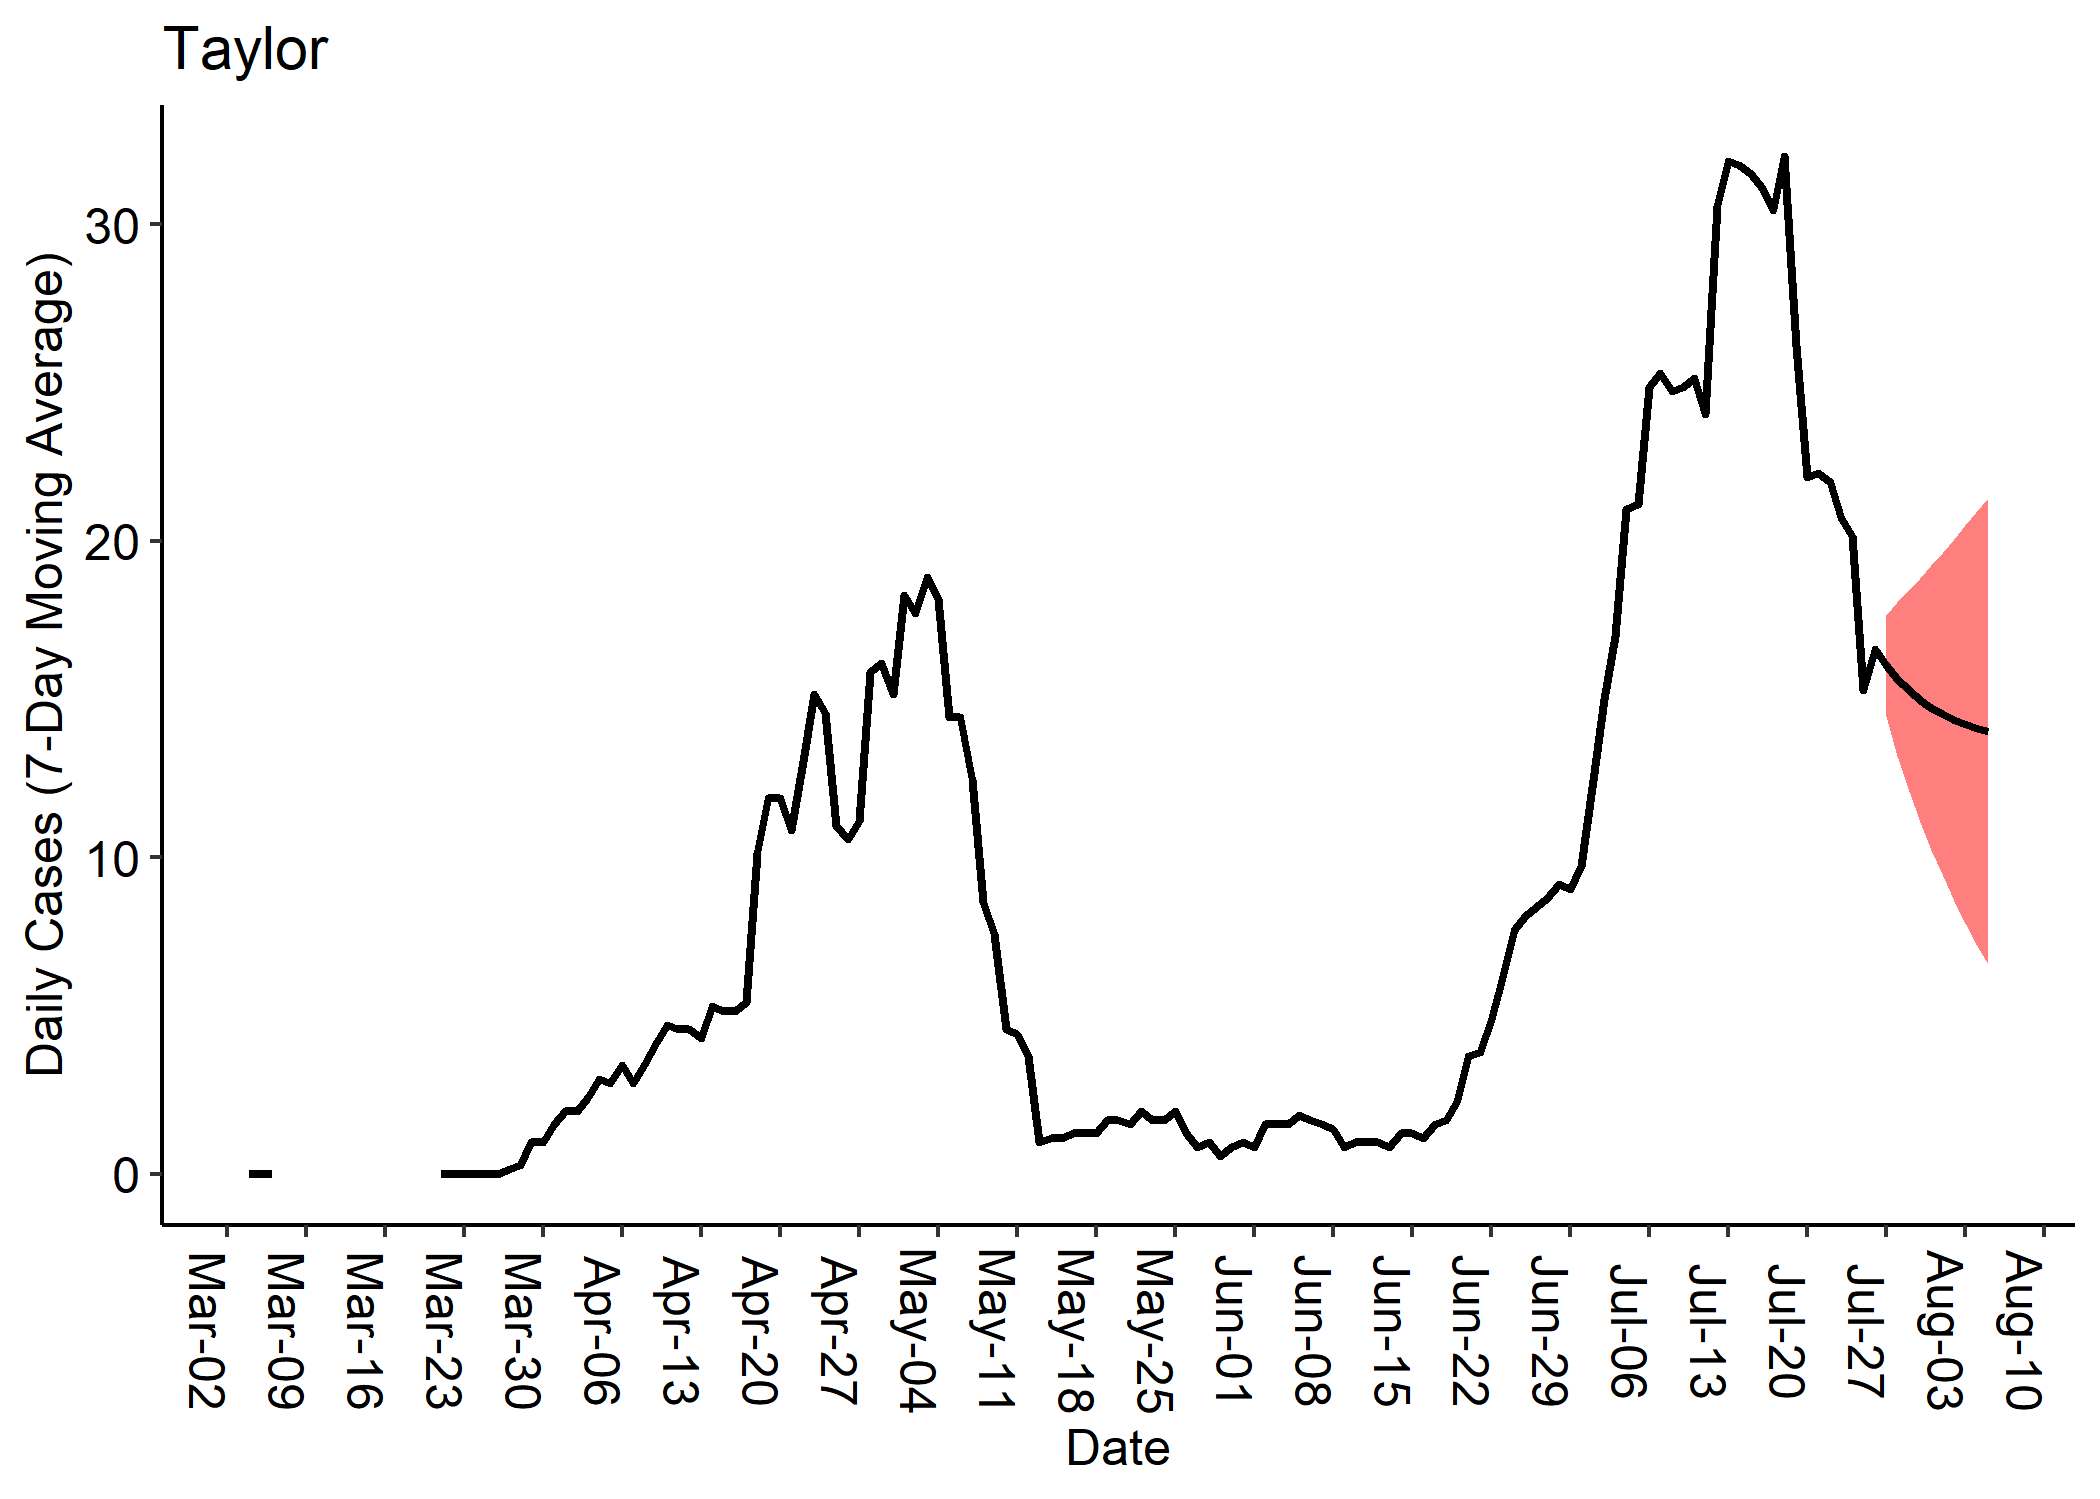 Taylor
Daily Cases (7-Day Moving Average)
30
20
10
0
Mar-02
Mar-09
Mar-16
Mar-23
Mar-30
Apr-06
Apr-13
Apr-20
Apr-27
May-04
May-11
May-18
May-25
Jun-01
Jun-08
Jun-15
Jun-22
Jun-29
Jul-06
Jul-13
Jul-20
Jul-27
Aug-03
Aug-10
Date